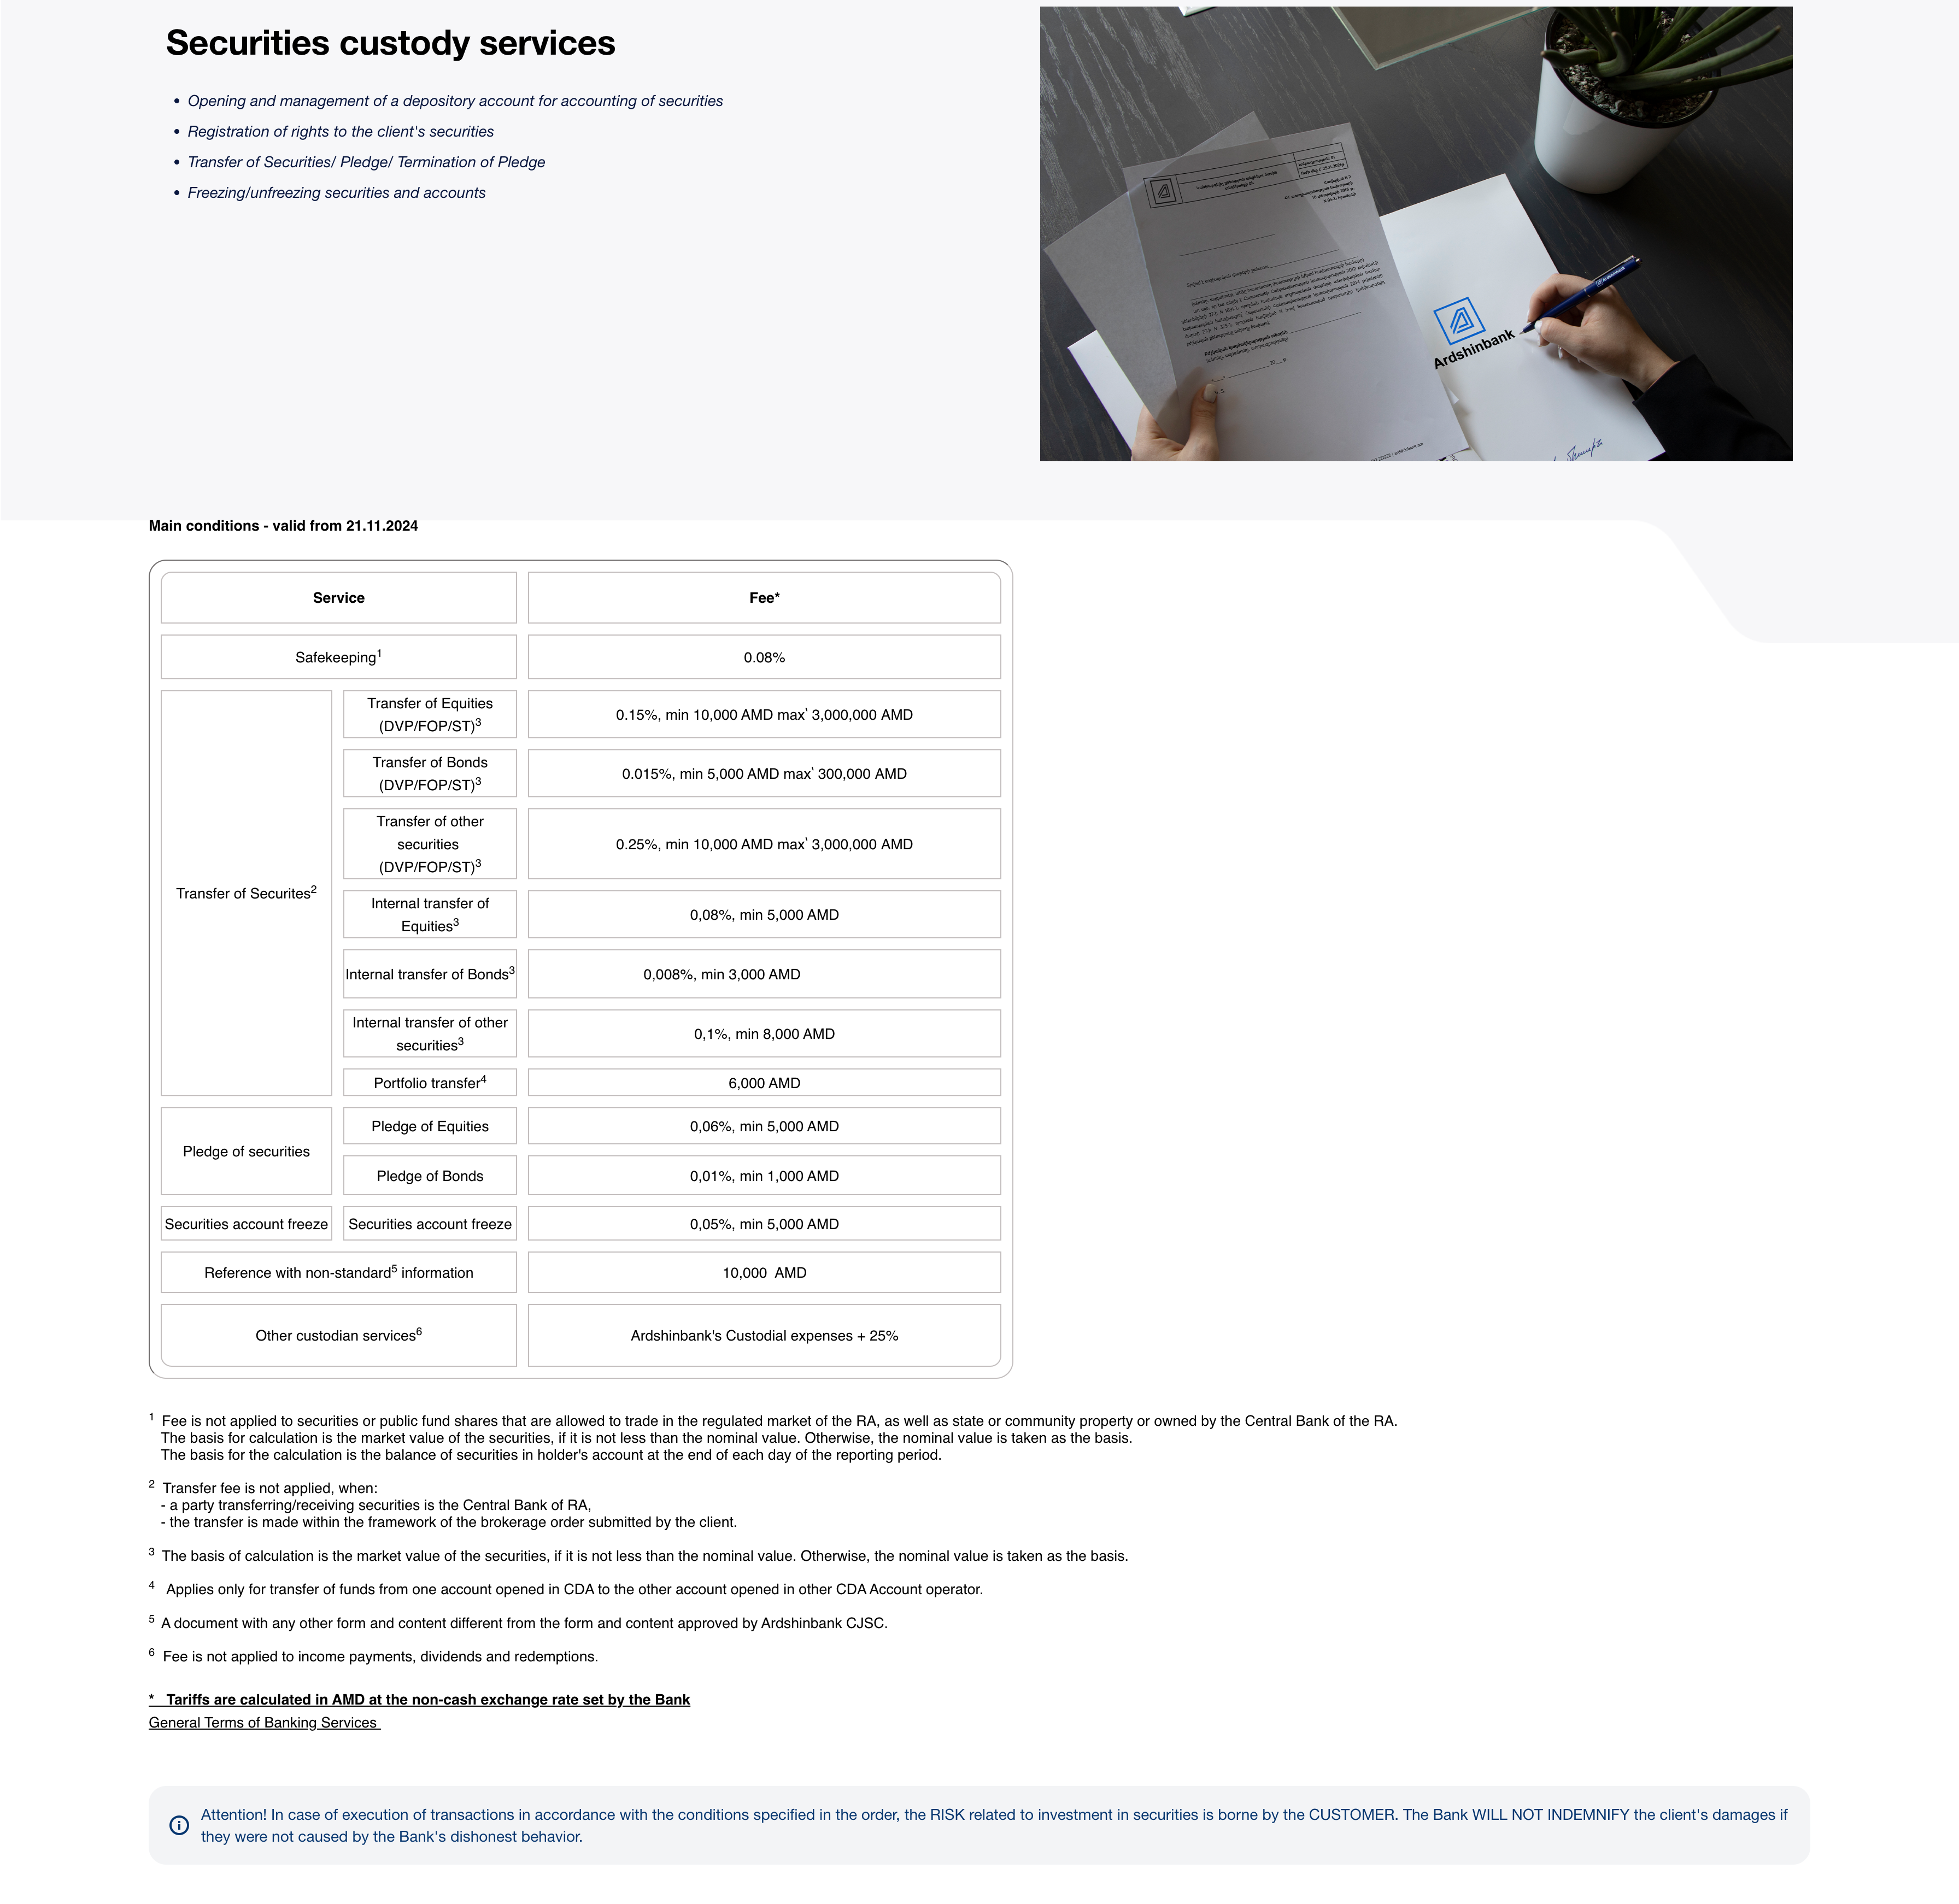 Securities custody services
• Opening and management of a depository account for accounting of securities
• Registration of rights to the client's securities
• Transfer of Securities/ Pledge/ Termination of Pledge
• Freezing/unfreezing securities and accounts
Ardshinbank
Main conditions - valid from 21.11.2024
Service
Fee*
Safekeeping1
0.08%
Transfer of Securites2
Transfer of Equities
(DVP/FOP/ST)3
0.15%, min 10,000 AMD max՝ 3,000,000 AMD
Transfer of Bonds
(DVP/FOP/ST)3
0.015%, min 5,000 AMD max՝ 300,000 AMD
Transfer of other
securities
(DVP/FOP/ST)3
0.25%, min 10,000 AMD max՝ 3,000,000 AMD
Internal transfer of
Equities3
0,08%, min 5,000 AMD
Internal transfer of Bonds3
0,008%, min 3,000 AMD
Internal transfer of other
securities3
0,1%, min 8,000 AMD
Portfolio transfer4
6,000 AMD
Pledge of securities
Pledge of Equities
0,06%, min 5,000 AMD
Pledge of Bonds
0,01%, min 1,000 AMD
Securities account freeze
Securities account freeze
0,05%, min 5,000 AMD
Reference with non-standard5 information
10,000 AMD
Other custodian services6
Ardshinbank's Custodial expenses + 25%
1 Fee is not applied to securities or public fund shares that are allowed to trade in the regulated market of the RA, as well as state or community property or owned by the Central Bank of the RA.
The basis for calculation is the market value of the securities, if it is not less than the nominal value. Otherwise, the nominal value is taken as the basis.
The basis for the calculation is the balance of securities in holder's account at the end of each day of the reporting period.
2 Transfer fee is not applied, when:
- a party transferring/receiving securities is the Central Bank of RA,
- the transfer is made within the framework of the brokerage order submitted by the client.
3 The basis of calculation is the market value of the securities, if it is not less than the nominal value. Otherwise, the nominal value is taken as the basis.
4 Applies only for transfer of funds from one account opened in CDA to the other account opened in other CDA Account operator.
5 A document with any other form and content different from the form and content approved by Ardshinbank CJSC.
6 Fee is not applied to income payments, dividends and redemptions.
* Tariffs are calculated in AMD at the non-cash exchange rate set by the Bank
General Terms of Banking Services
Attention! In case of execution of transactions in accordance with the conditions specified in the order, the RISK related to investment in securities is borne by the CUSTOMER. The Bank WILL NOT INDEMNIFY the client's damages if
they were not caused by the Bank's dishonest behavior.